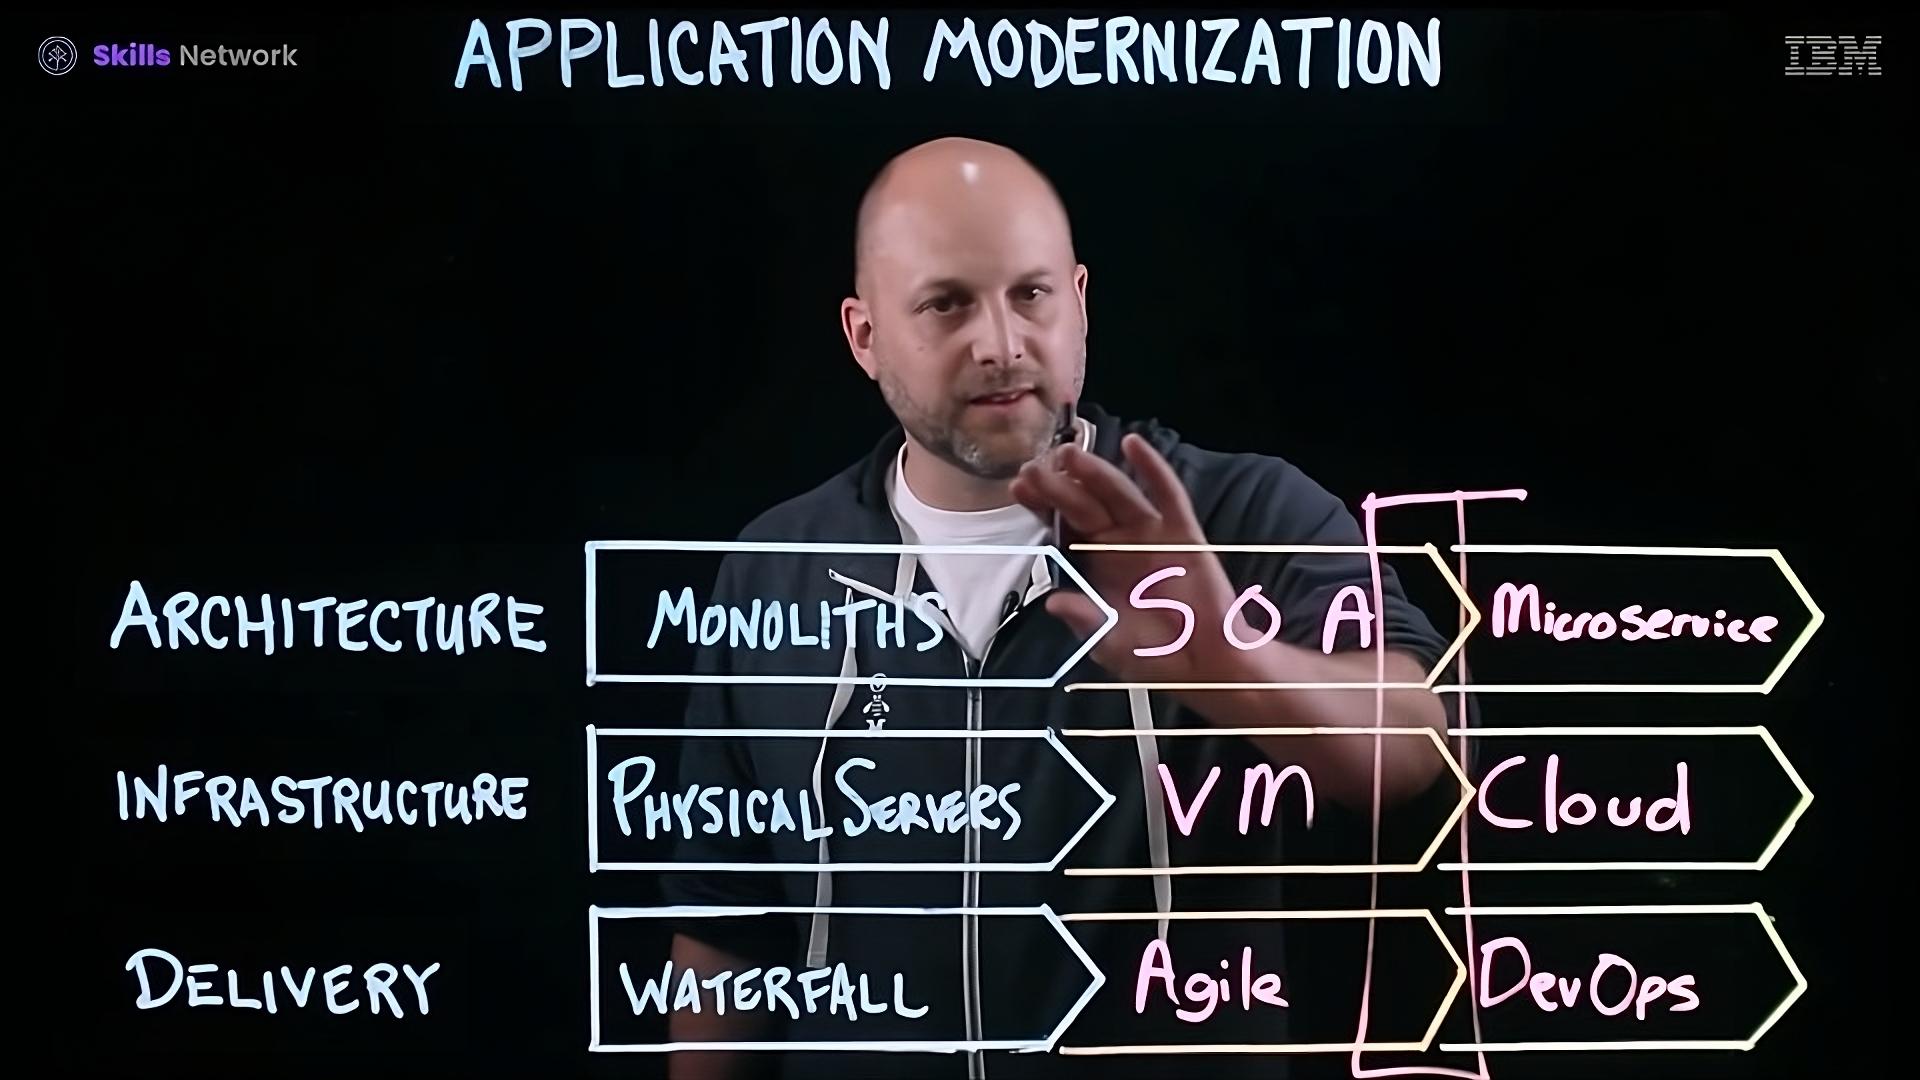 Skills Network
APPLICATION MODERNIZATION
IBM
ARCHITECTURE
MONOLITHS
SOA
Microservice
INFRASTRUCTURE
PHYSICAL SERVERS
VM
Cloud
DELIVERY
WATERFALL
Agile
DevOps